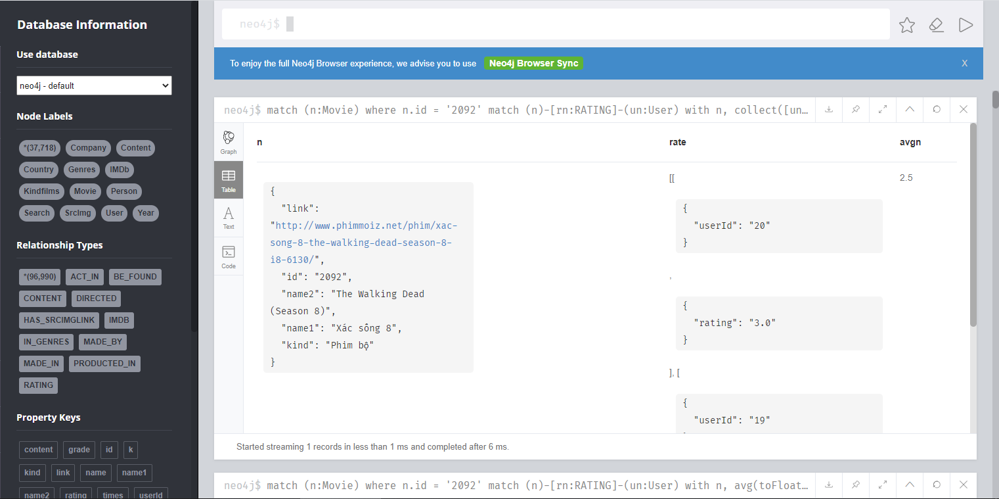 Database Information
Use database
neo4j - default
Node Labels
*(37,718) Company Content
Country Genres IMDb
Kindfilms Movie Person
Search SrcImg User Year
Relationship Types
*(96,990) ACT_IN BE_FOUND
CONTENT DIRECTED
HAS_SRCIMGLINK IMDB
IN_GENRES MADE_BY
MADE_IN PRODUCTED_IN
RATING
Property Keys
content grade id k
kind link name name1
name2 rating times userId
neo4j$
To enjoy the full Neo4j Browser experience, we advise you to use Neo4j Browser Sync X
neo4j$ match (n:Movie) where n.id = '2092' match (n)-[rn:RATING]-(un:User) with n, collect([un…
Graph
Table
Text
Code
n rate avgn
{
"link":
"http://www.phimmoiz.net/phim/xac-
song-8-the-walking-dead-season-8-
i8-6130/",
"id": "2092",
"name2": "The Walking Dead
(Season 8)",
"name1": "Xác sống 8",
"kind": "Phim bộ"
}
[[
{
"userId": "20"
}
,
{
"rating": "3.0"
}
], [
{
"userId": "19"
2.5
Started streaming 1 records in less than 1 ms and completed after 6 ms.
neo4j$ match (n:Movie) where n.id = '2092' match (n)-[rn:RATING]-(un:User) with n, avg(toFloat…